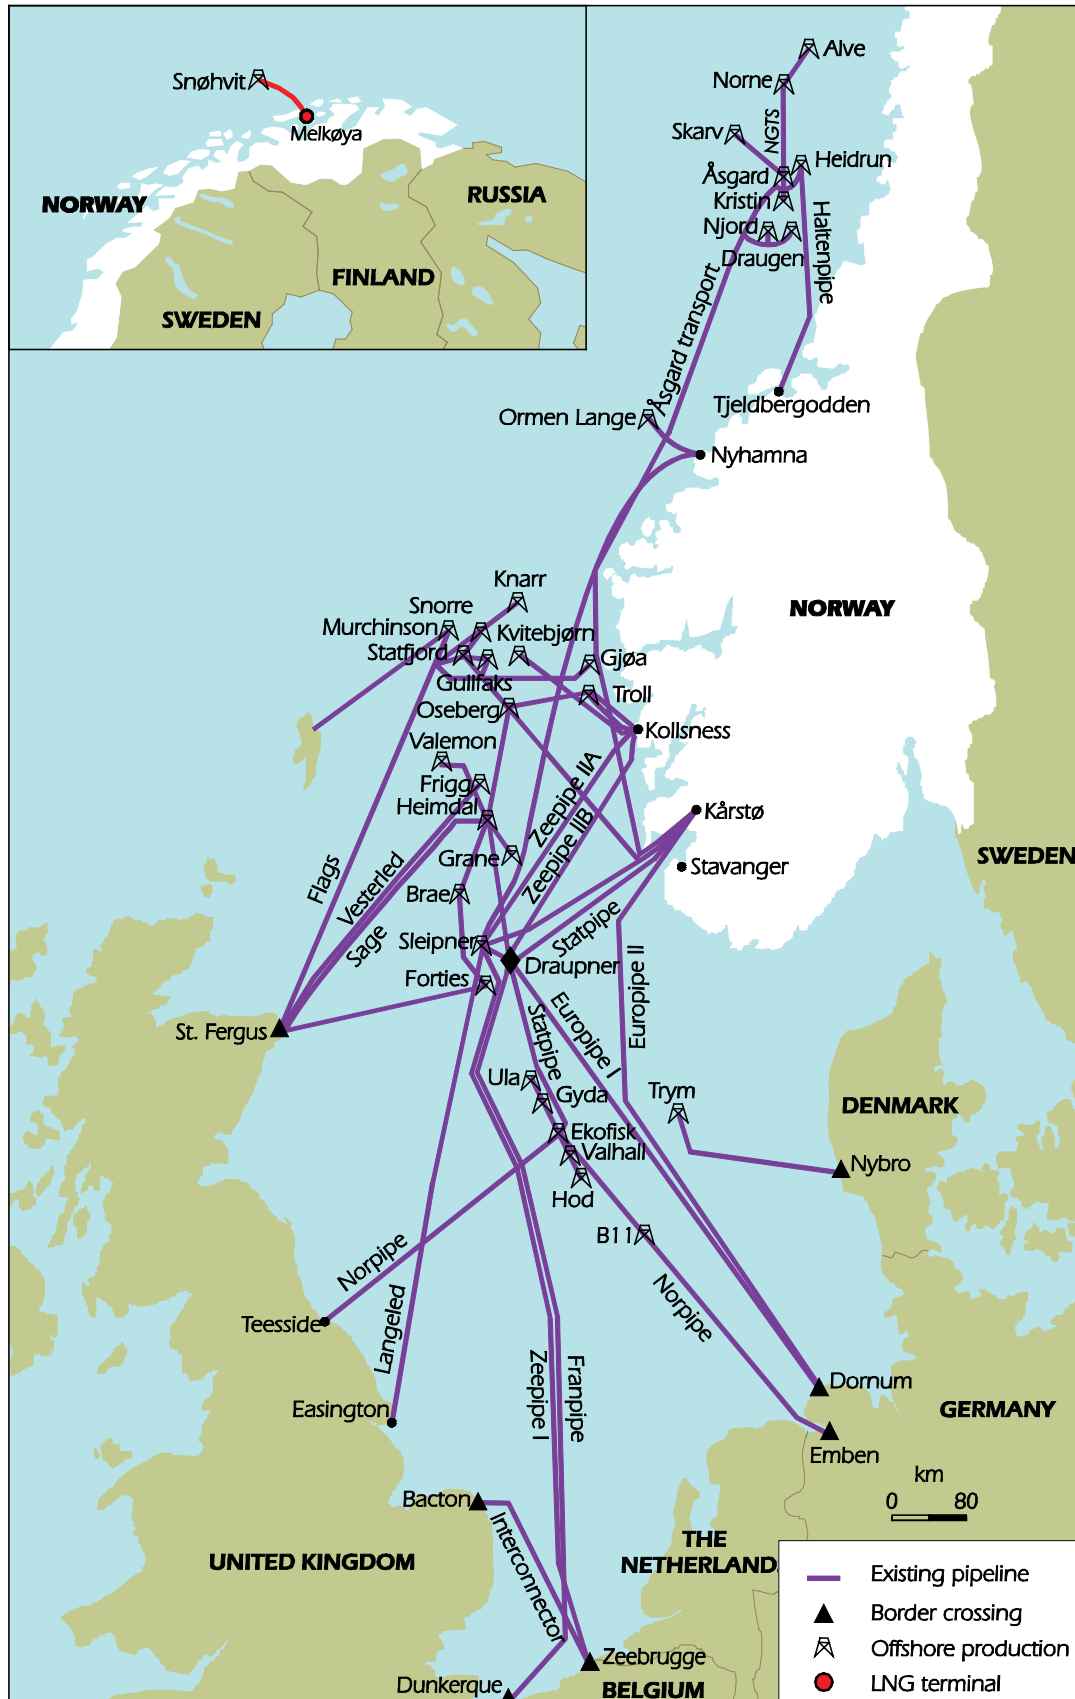 Snøhvit
Melkøya
NORWAY
RUSSIA
FINLAND
SWEDEN
Alve
Norne
NGTS
Skarv
Heidrun
Åsgard
Kristin
Njord
Draugen
Haltenpipe
Åsgard transport
Tjeldbergodden
Ormen Lange
Nyhamna
Knarr
Snorre
Murchinson
Kvitebjørn
Statfjord
Gjøa
Gullfaks
Troll
Oseberg
Kollsness
NORWAY
Valemon
Frigg
Heimdal
Zeepipe IIA
Zeepipe IIB
Kårstø
Grane
Stavanger
SWEDEN
Flags
Vesterled
Sage
Brae
Sleipner
Statpipe
Draupner
Forties
Europipe II
St. Fergus
Statpipe
Europipe I
Ula
Gyda
Trym
DENMARK
Ekofisk
Valhall
Nybro
Hod
B11
Norpipe
Norpipe
Teesside
Langeled
Zeepipe I
Franpipe
Dornum
Easington
GERMANY
Emben
km
0 80
Bacton
Interconnector
UNITED KINGDOM
THE
NETHERLAND
Existing pipeline
Border crossing
Offshore production
LNG terminal
Zeebrugge
Dunkerque
BELGIUM